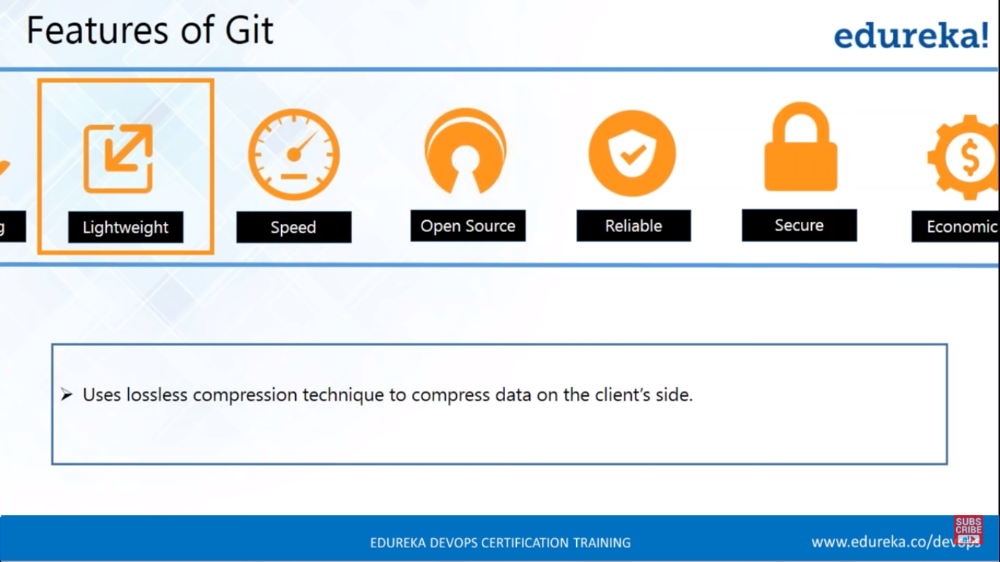 Features of Git
edureka!
g
Lightweight
Speed
Open Source
Reliable
Secure
Economic
➢ Uses lossless compression technique to compress data on the client’s side.
EDUREKA DEVOPS CERTIFICATION TRAINING
www.edureka.co/devops
SUBS
CRIBE
e!